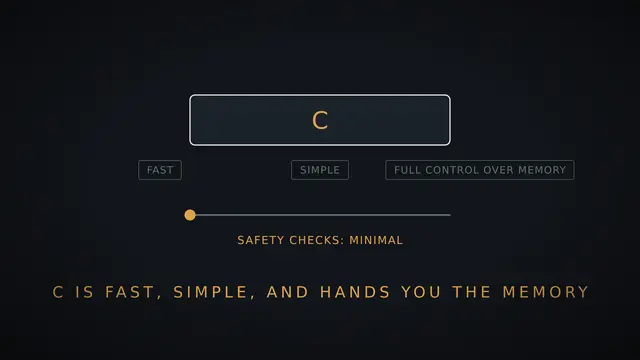 C
FAST SIMPLE FULL CONTROL OVER MEMORY
SAFETY CHECKS: MINIMAL
C IS FAST, SIMPLE, AND HANDS YOU THE MEMORY